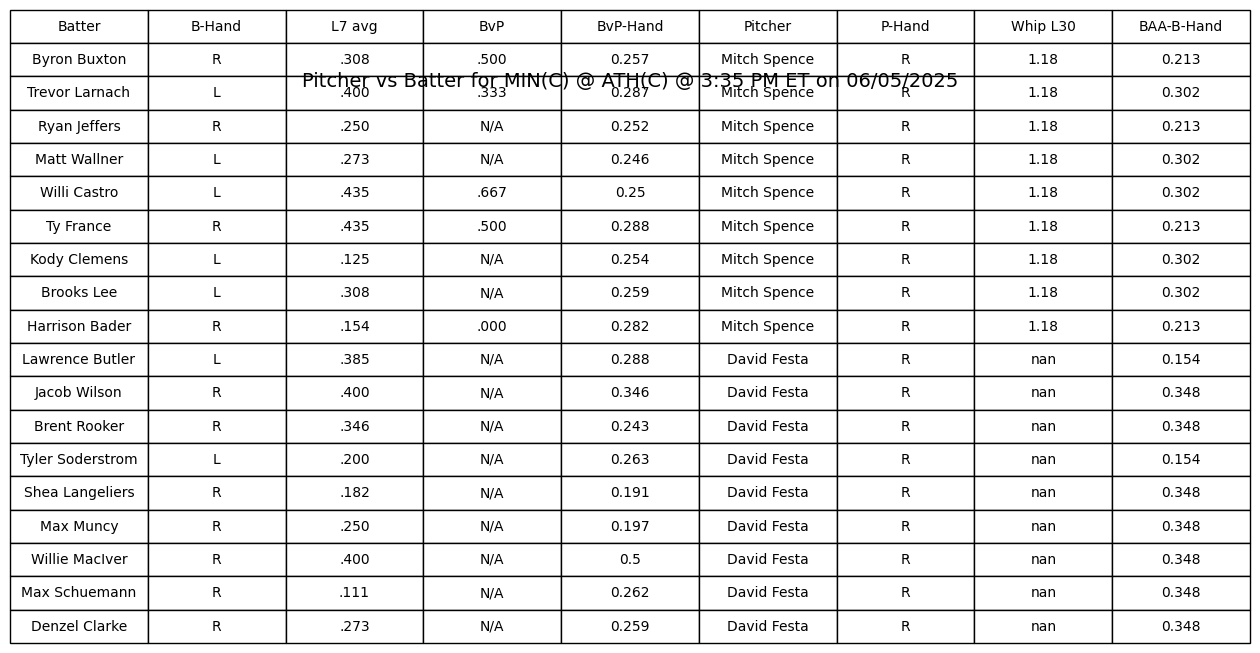 Batter B-Hand L7 avg BvP BvP-Hand Pitcher P-Hand Whip L30 BAA-B-Hand
Byron Buxton R .308 .500 0.257 Mitch Spence R 1.18 0.213
Pitcher vs Batter for MIN(C) @ ATH(C) @ 3:35 PM ET on 06/05/2025
Trevor Larnach L .400 .333 0.287 Mitch Spence R 1.18 0.302
Ryan Jeffers R .250 N/A 0.252 Mitch Spence R 1.18 0.213
Matt Wallner L .273 N/A 0.246 Mitch Spence R 1.18 0.302
Willi Castro L .435 .667 0.25 Mitch Spence R 1.18 0.302
Ty France R .435 .500 0.288 Mitch Spence R 1.18 0.213
Kody Clemens L .125 N/A 0.254 Mitch Spence R 1.18 0.302
Brooks Lee L .308 N/A 0.259 Mitch Spence R 1.18 0.302
Harrison Bader R .154 .000 0.282 Mitch Spence R 1.18 0.213
Lawrence Butler L .385 N/A 0.288 David Festa R nan 0.154
Jacob Wilson R .400 N/A 0.346 David Festa R nan 0.348
Brent Rooker R .346 N/A 0.243 David Festa R nan 0.348
Tyler Soderstrom L .200 N/A 0.263 David Festa R nan 0.154
Shea Langeliers R .182 N/A 0.191 David Festa R nan 0.348
Max Muncy R .250 N/A 0.197 David Festa R nan 0.348
Willie MacIver R .400 N/A 0.5 David Festa R nan 0.348
Max Schuemann R .111 N/A 0.262 David Festa R nan 0.348
Denzel Clarke R .273 N/A 0.259 David Festa R nan 0.348